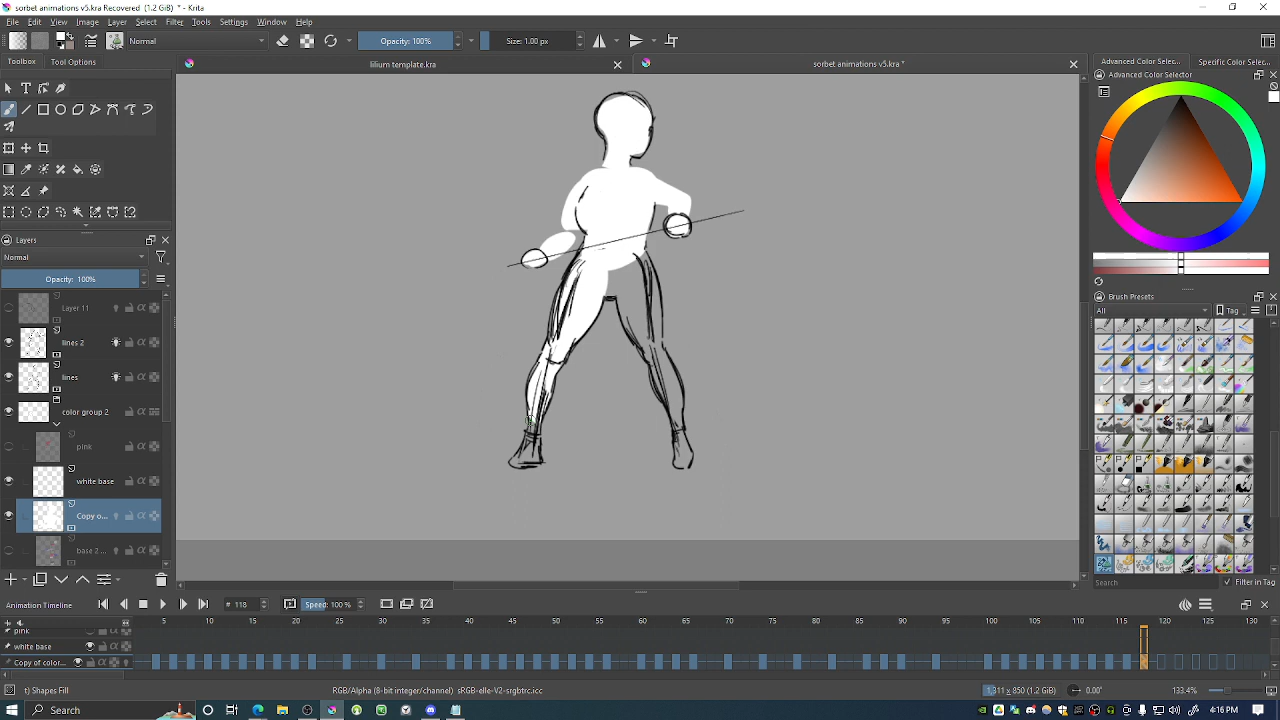 sorbet animations v5.kra Recovered (1.2 GiB) * - Krita
File Edit View Image Layer Select Filter Tools Settings Window Help
Normal Opacity: 100% Size: 1.00 px
Toolbox Tool Options
lilium template.kra
sorbet animations v5.kra *
Advanced Color Selec... Specific Color Selec...
Advanced Color Selector
Layers
Normal
Opacity: 100%
Layer 11
lines 2
lines
color group 2
pink
white base
Copy o...
base 2 ...
Brush Presets
All Tag
Search Filter in Tag
Animation Timeline # 118 Speed: 100%
5 10 15 20 25 30 35 40 45 50 55 60 65 70 75 80 85 90 95 100 105 110 115 120 125 130
pink
white base
Copy of color...
t) Shapes Fill RGB/Alpha (8-bit integer/channel) sRGB-elle-V2-srgbtrc.icc 1,311 x 850 (1.2 GiB) 0.00° 133.4%
Search 4:16 PM